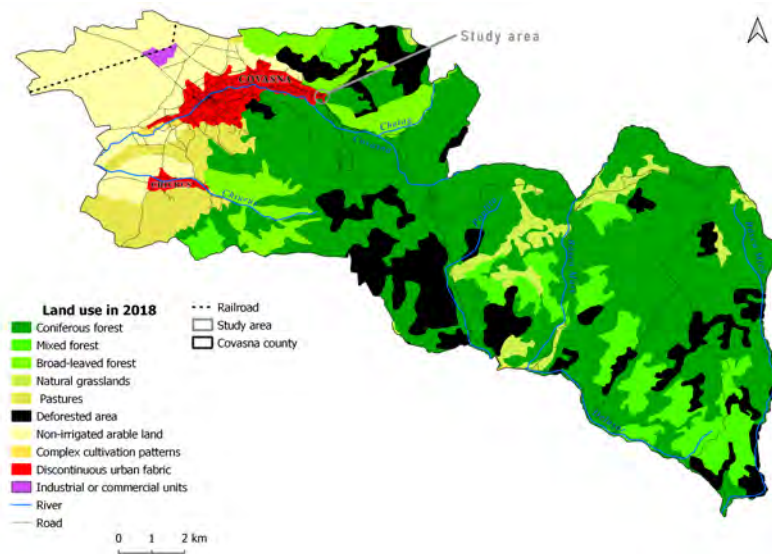 Study area
COVASNA
CHIURUȘ
Land use in 2018
Coniferous forest
Mixed forest
Broad-leaved forest
Natural grasslands
Pastures
Deforested area
Non-irrigated arable land
Complex cultivation patterns
Discontinuous urban fabric
Industrial or commercial units
River
Road
Railroad
Study area
Covasna county
0 1 2 km